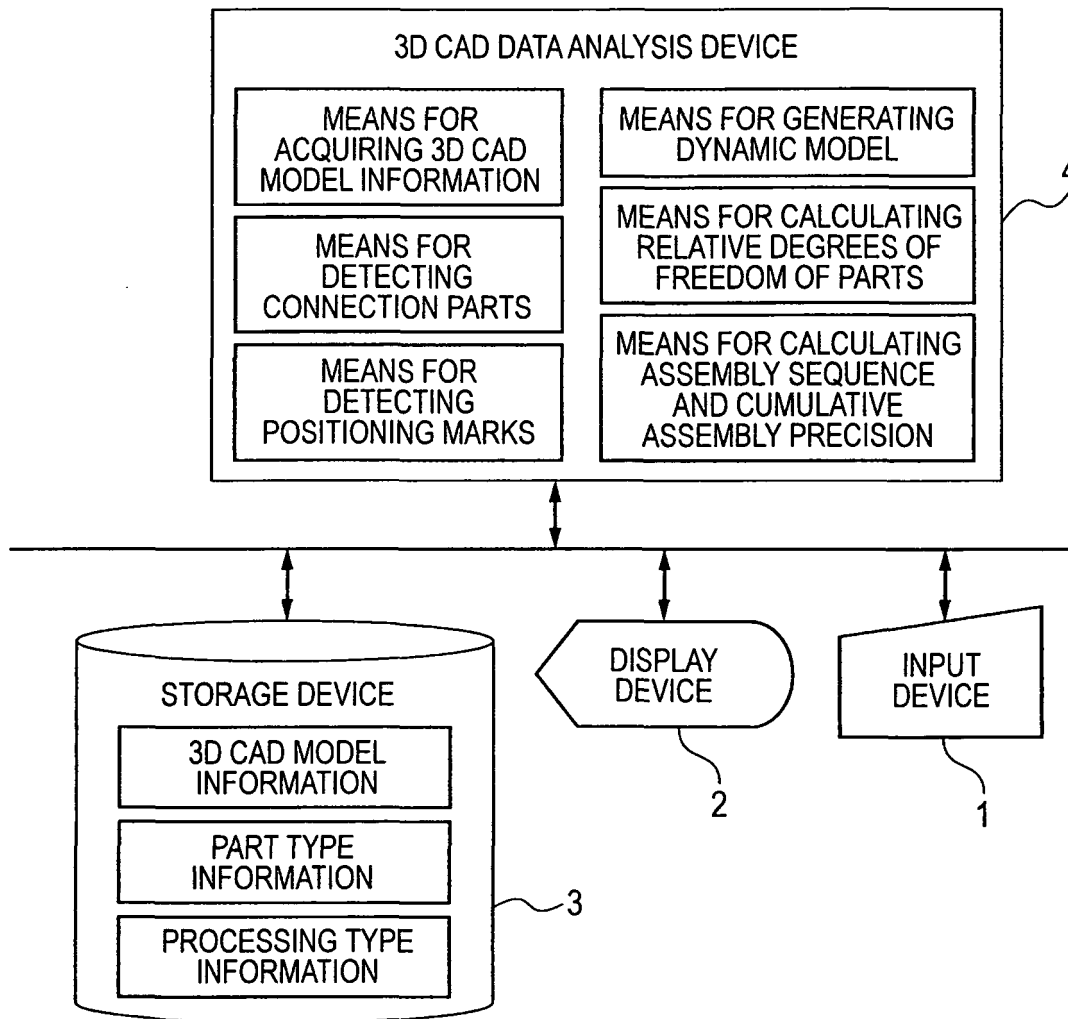 3D CAD DATA ANALYSIS DEVICE
MEANS FOR
ACQUIRING 3D CAD
MODEL INFORMATION
MEANS FOR
DETECTING
CONNECTION PARTS
MEANS FOR
DETECTING
POSITIONING MARKS
MEANS FOR GENERATING
DYNAMIC MODEL
MEANS FOR CALCULATING
RELATIVE DEGREES OF
FREEDOM OF PARTS
MEANS FOR CALCULATING
ASSEMBLY SEQUENCE
AND CUMULATIVE
ASSEMBLY PRECISION
4
STORAGE DEVICE
3D CAD MODEL
INFORMATION
PART TYPE
INFORMATION
PROCESSING TYPE
INFORMATION
3
DISPLAY
DEVICE
2
INPUT
DEVICE
1